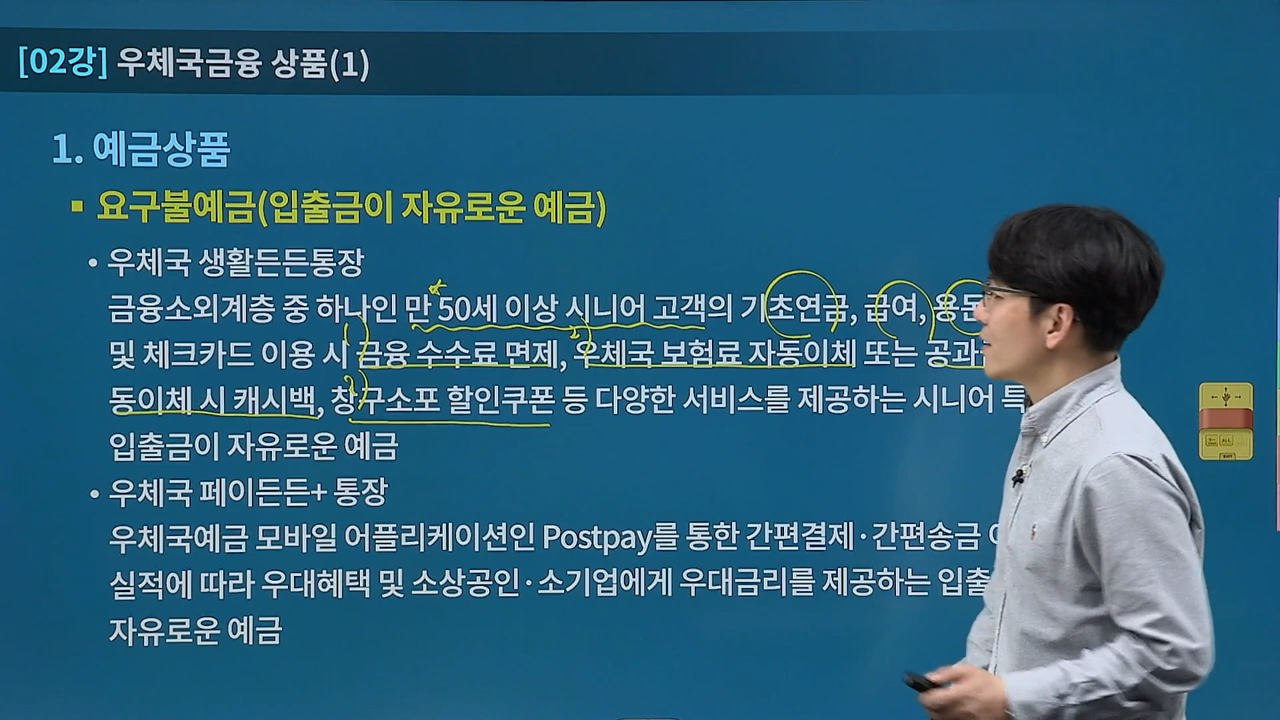 [02강] 우체국금융 상품(1)
1. 예금상품
▪ 요구불예금(입출금이 자유로운 예금)
• 우체국 생활든든통장
금융소외계층 중 하나인 만 50세 이상 시니어 고객의 기초연금, 급여, 용돈
및 체크카드 이용 시 금융 수수료 면제, 우체국 보험료 자동이체 또는 공과
동이체 시 캐시백, 창구소포 할인쿠폰 등 다양한 서비스를 제공하는 시니어 특
입출금이 자유로운 예금
• 우체국 페이든든+ 통장
우체국예금 모바일 어플리케이션인 Postpay를 통한 간편결제·간편송금
실적에 따라 우대혜택 및 소상공인·소기업에게 우대금리를 제공하는 입출
자유로운 예금